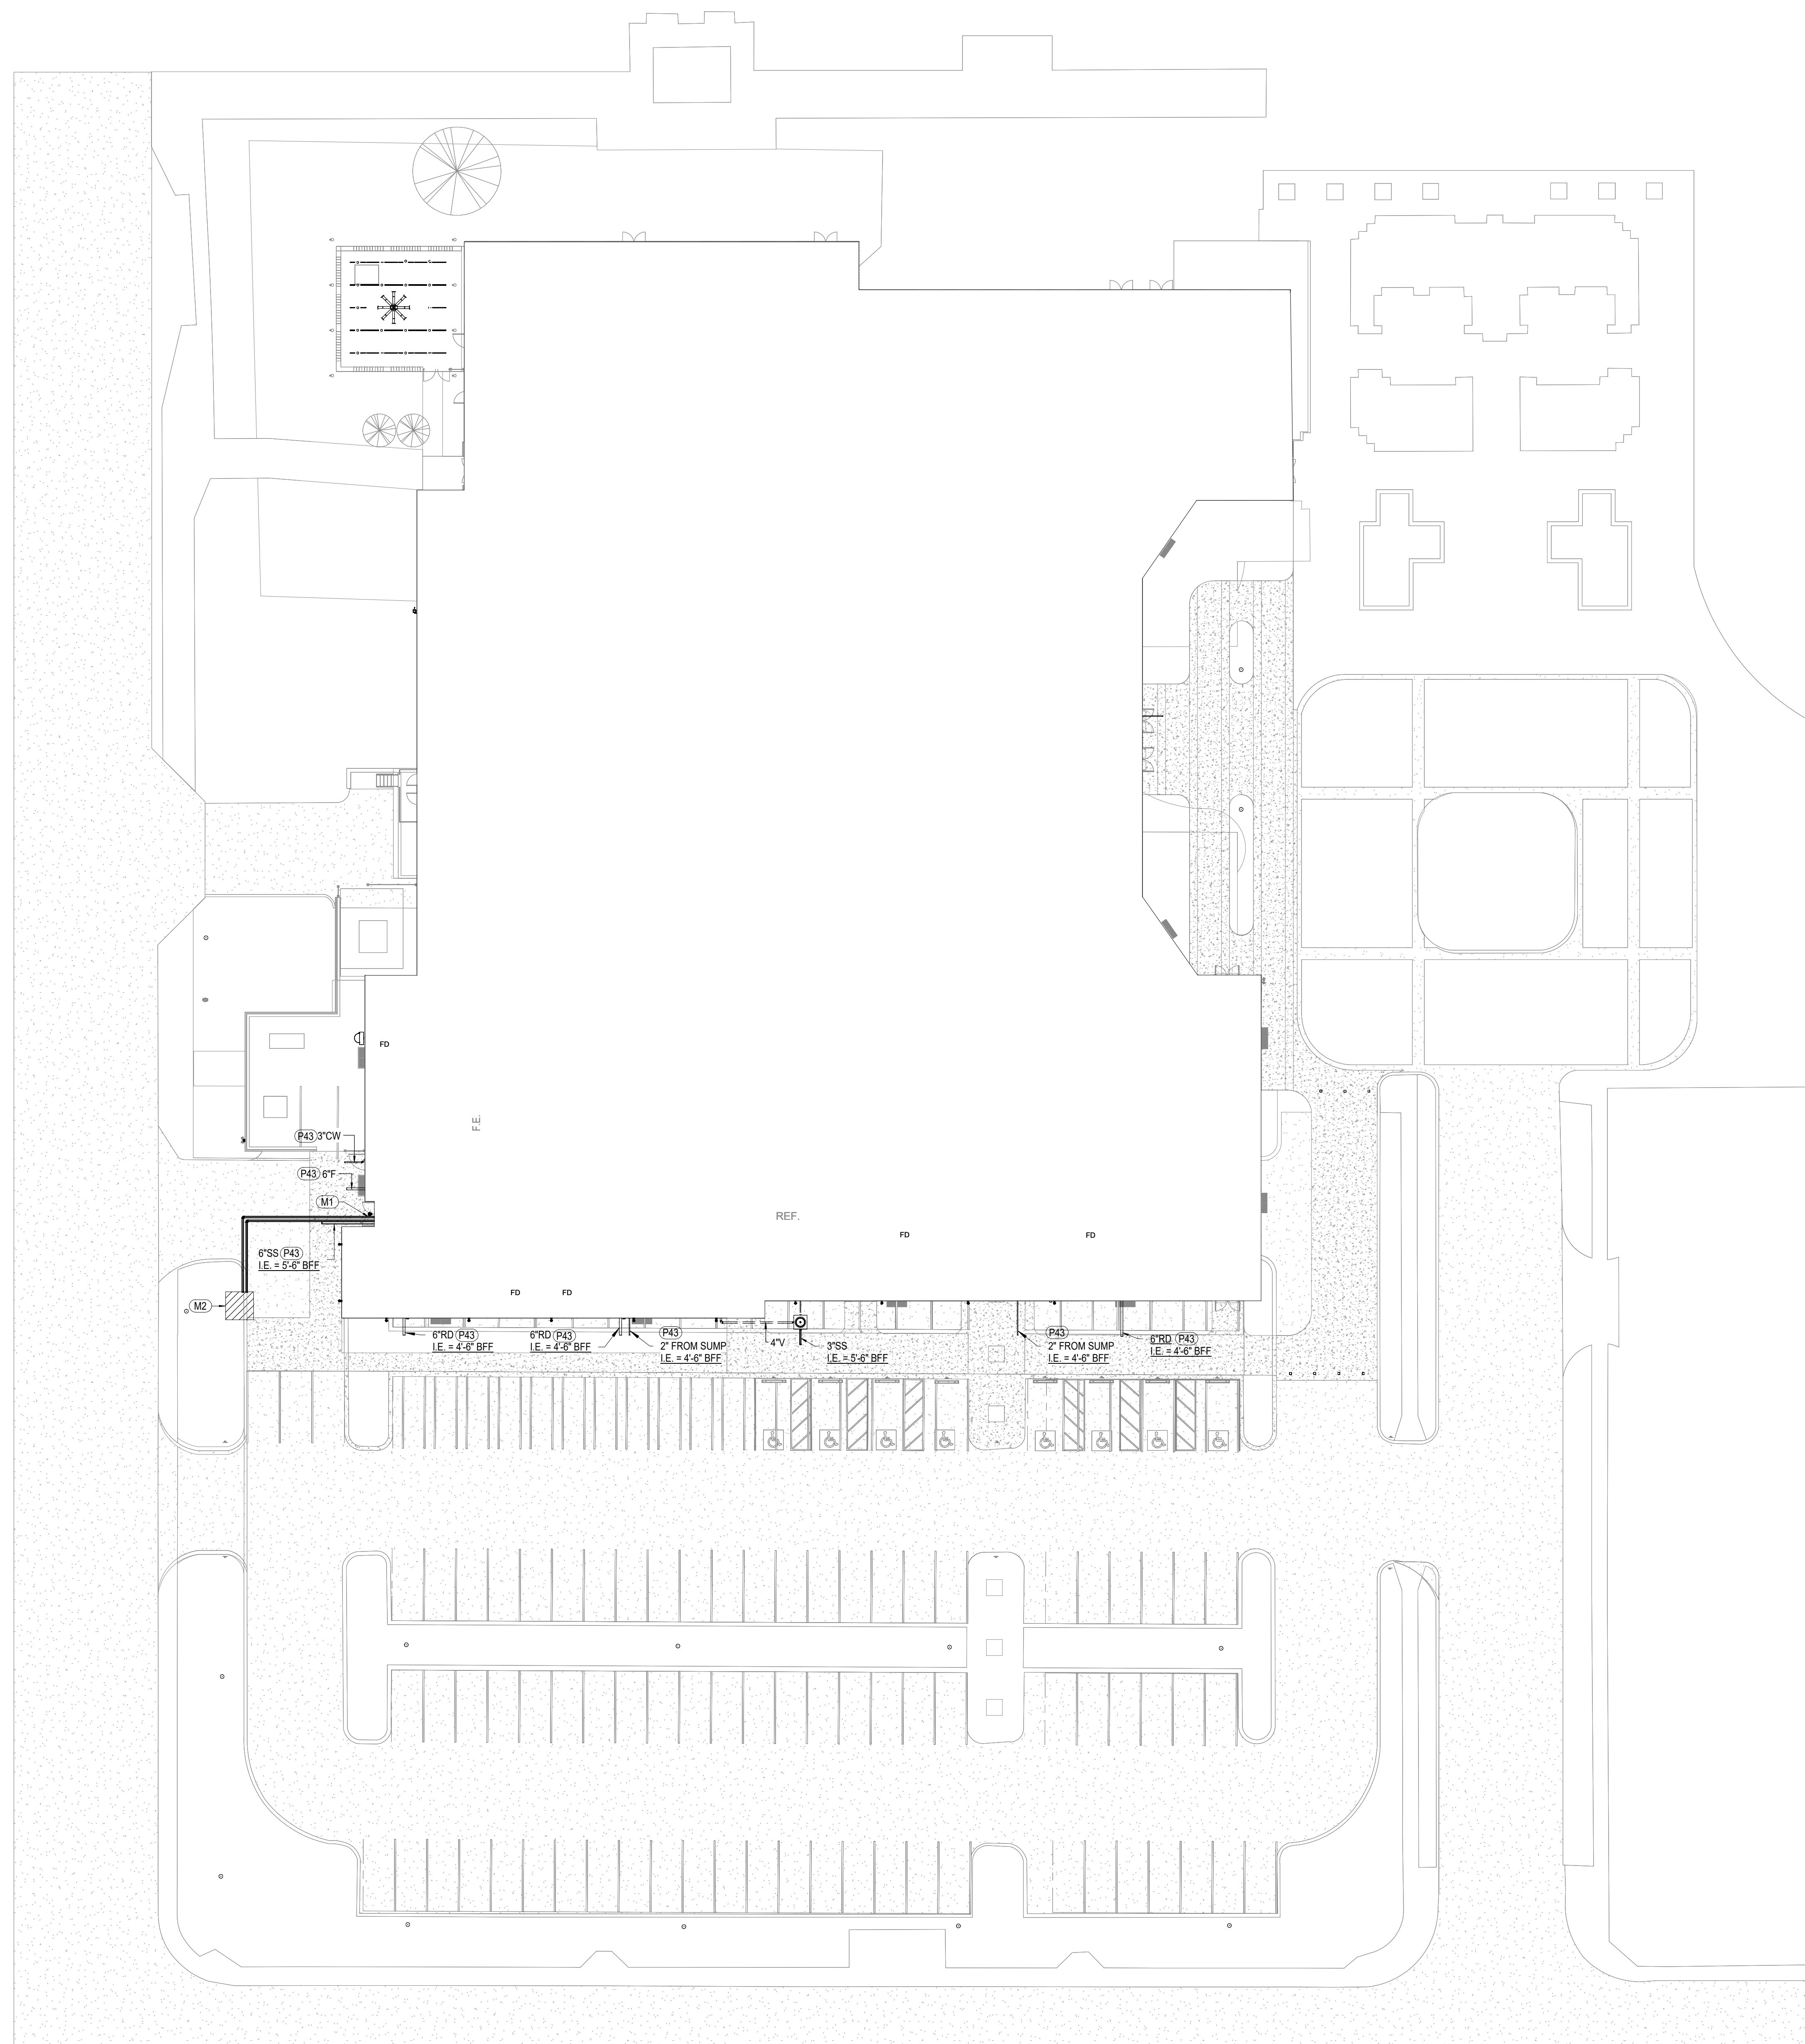 FD
F.E.
P43 3"CW
P43 6"F
M1
REF.
FD
FD
6"SS P43
I.E. = 5'-6" BFF
FD
FD
M2
6"RD P43
I.E. = 4'-6" BFF
6"RD P43
I.E. = 4'-6" BFF
P43
2" FROM SUMP
I.E. = 4'-6" BFF
4"V
3"SS
I.E. = 5'-6" BFF
P43
2" FROM SUMP
I.E. = 4'-6" BFF
6"RD P43
I.E. = 4'-6" BFF